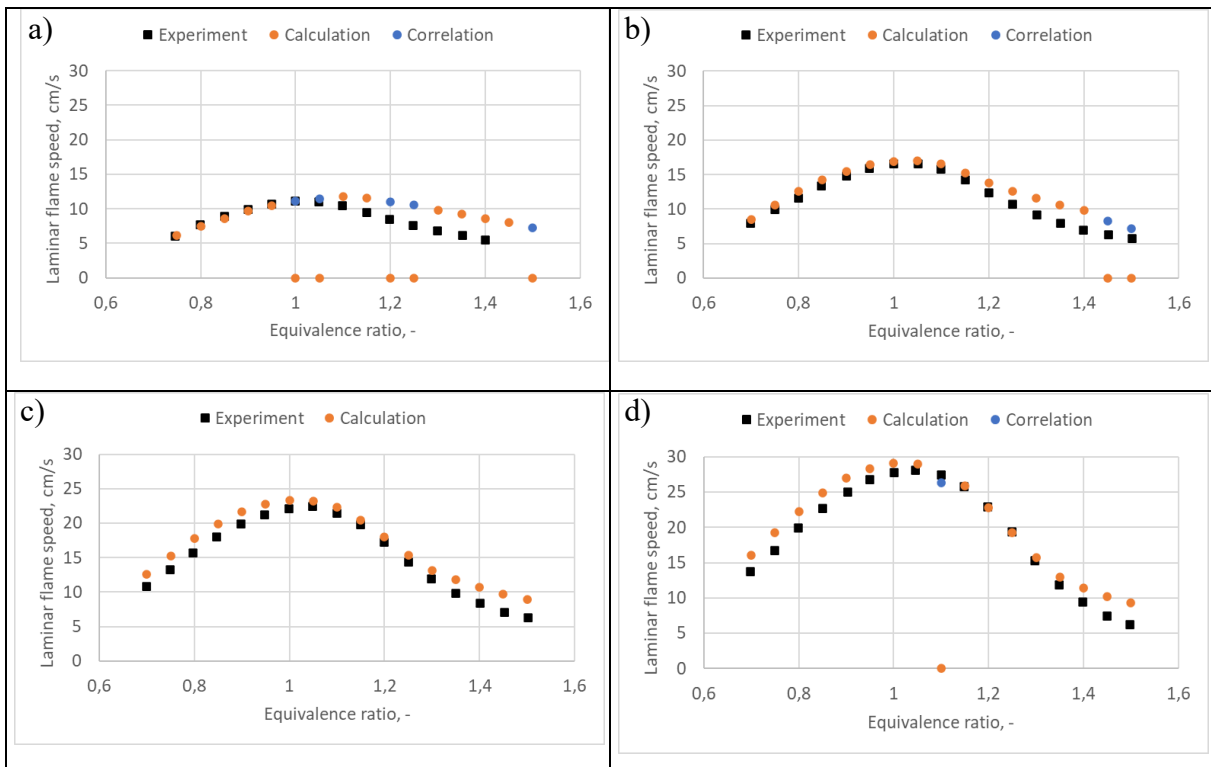 a)
Experiment Calculation Correlation
Laminar flame speed, cm/s
30
25
20
15
10
5
0
0,6 0,8 1 1,2 1,4 1,6
Equivalence ratio, -
b)
Experiment Calculation Correlation
Laminar flame speed, cm/s
30
25
20
15
10
5
0
0,6 0,8 1 1,2 1,4 1,6
Equivalence ratio, -
c)
Experiment Calculation
Laminar flame speed, cm/s
30
25
20
15
10
5
0
0,6 0,8 1 1,2 1,4 1,6
Equivalence ratio, -
d)
Experiment Calculation Correlation
Laminar flame speed, cm/s
30
25
20
15
10
5
0
0,6 0,8 1 1,2 1,4 1,6
Equivalence ratio, -